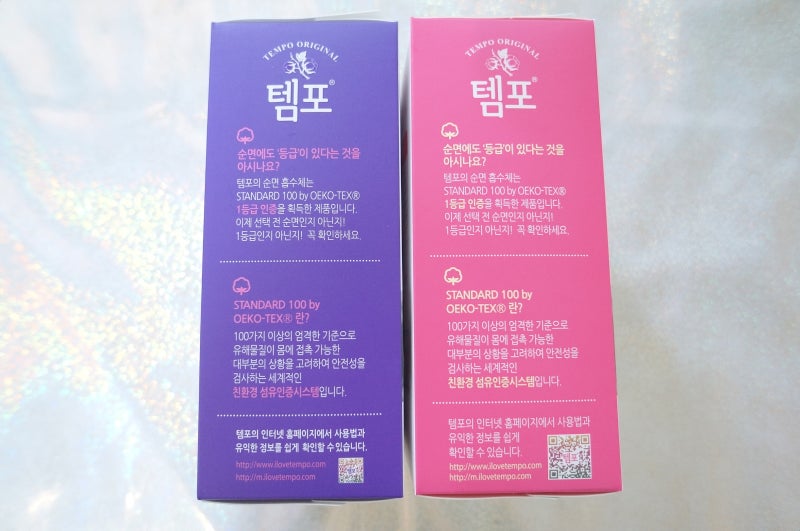 TEMPO ORIGINAL
템포®
순면에도 '등급'이 있다는 것을
아시나요?
템포의 순면 흡수체는
STANDARD 100 by OEKO-TEX®
1등급 인증을 획득한 제품입니다.
이제 선택 전 순면인지 아닌지!
1등급인지 아닌지! 꼭 확인하세요.
STANDARD 100 by
OEKO-TEX® 란?
100가지 이상의 엄격한 기준으로
유해물질이 몸에 접촉 가능한
대부분의 상황을 고려하여 안전성을
검사하는 세계적인
친환경 섬유인증시스템입니다.
템포의 인터넷 홈페이지에서 사용법과
유익한 정보를 쉽게 확인할 수 있습니다.
http://www.ilovetempo.com
http://m.ilovetempo.com
TEMPO ORIGINAL
템포®
순면에도 '등급'이 있다는 것을
아시나요?
템포의 순면 흡수체는
STANDARD 100 by OEKO-TEX®
1등급 인증을 획득한 제품입니다.
이제 선택 전 순면인지 아닌지!
1등급인지 아닌지! 꼭 확인하세요.
STANDARD 100 by
OEKO-TEX® 란?
100가지 이상의 엄격한 기준으로
유해물질이 몸에 접촉 가능한
대부분의 상황을 고려하여 안전성을
검사하는 세계적인
친환경 섬유인증시스템입니다.
템포의 인터넷 홈페이지에서 사용법과
유익한 정보를 쉽게
확인할 수 있습니다.
http://www.ilovetempo.com
http://m.ilovetempo.com
템포